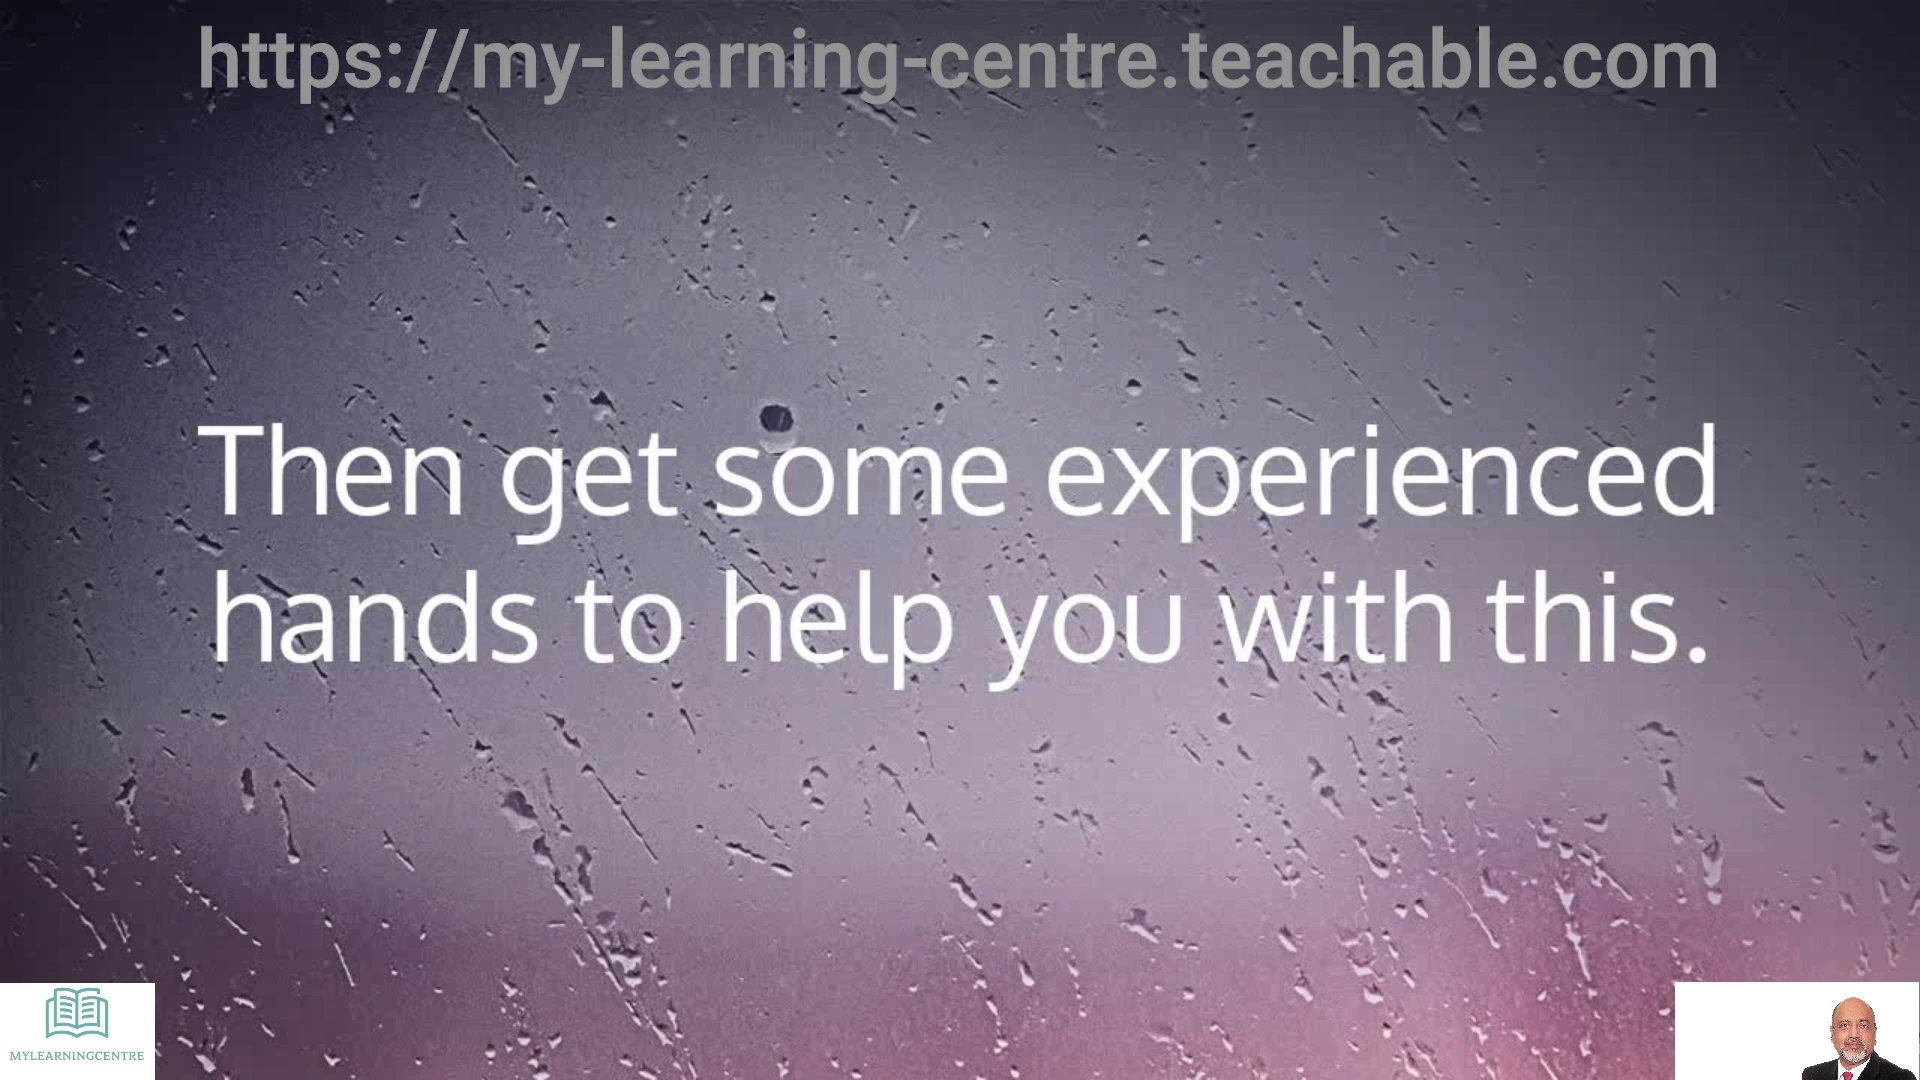 https://my-learning-centre.teachable.com
Then get some experienced
hands to help you with this.
MYLEARNINGCENTRE